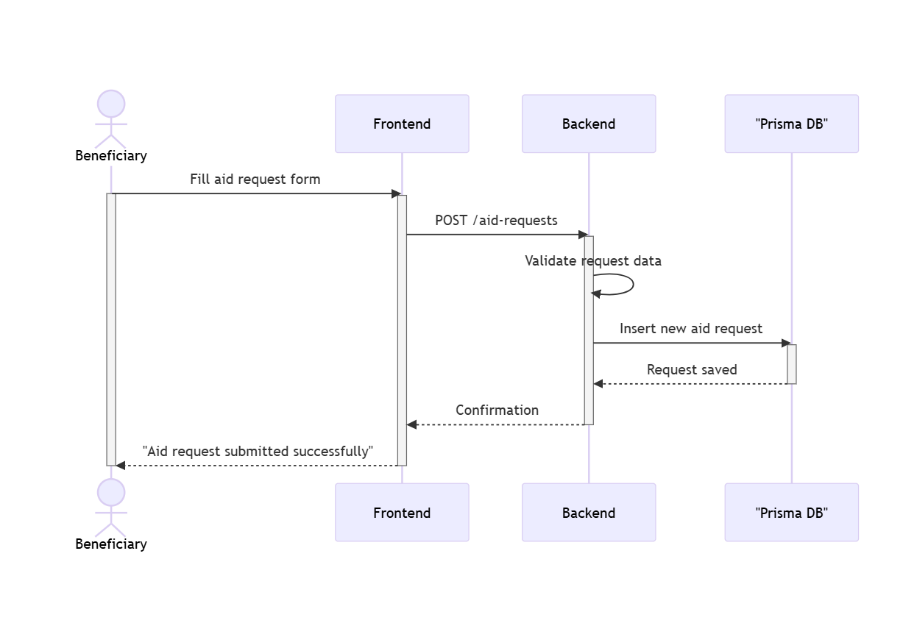 Beneficiary
Frontend
Backend
"Prisma DB"
Fill aid request form
POST /aid-requests
Validate request data
Insert new aid request
Request saved
Confirmation
"Aid request submitted successfully"
Beneficiary
Frontend
Backend
"Prisma DB"